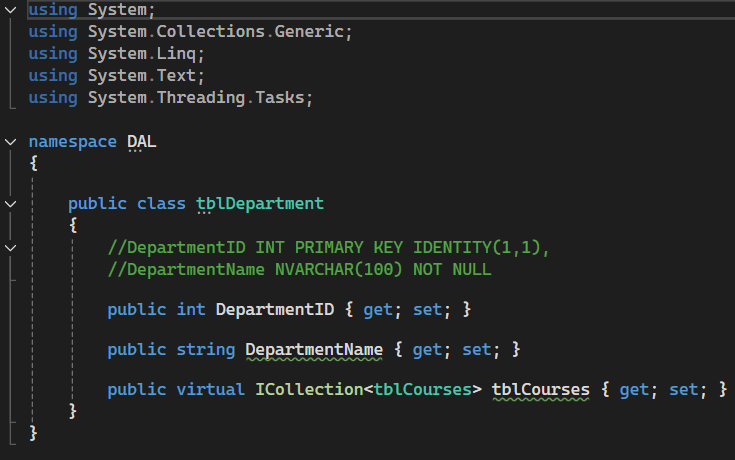 using System;
using System.Collections.Generic;
using System.Linq;
using System.Text;
using System.Threading.Tasks;
namespace DAL
{
public class tblDepartment
{
//DepartmentID INT PRIMARY KEY IDENTITY(1,1),
//DepartmentName NVARCHAR(100) NOT NULL
public int DepartmentID { get; set; }
public string DepartmentName { get; set; }
public virtual ICollection<tblCourses> tblCourses { get; set; }
}
}